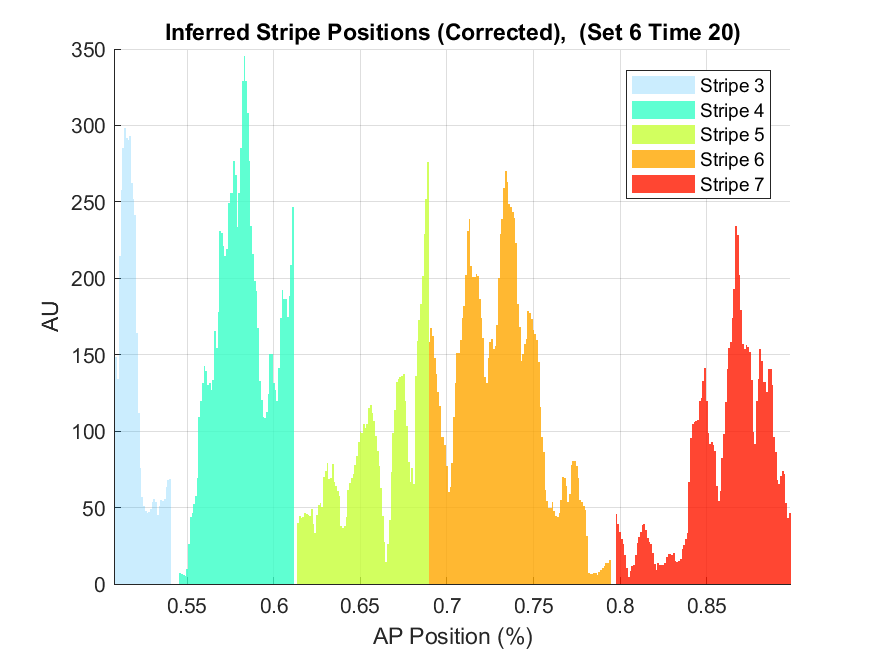 Inferred Stripe Positions (Corrected),  (Set 6 Time 20)
350
300
250
200
150
100
50
0
AU
Stripe 3
Stripe 4
Stripe 5
Stripe 6
Stripe 7
0.55 0.6 0.65 0.7 0.75 0.8 0.85
AP Position (%)